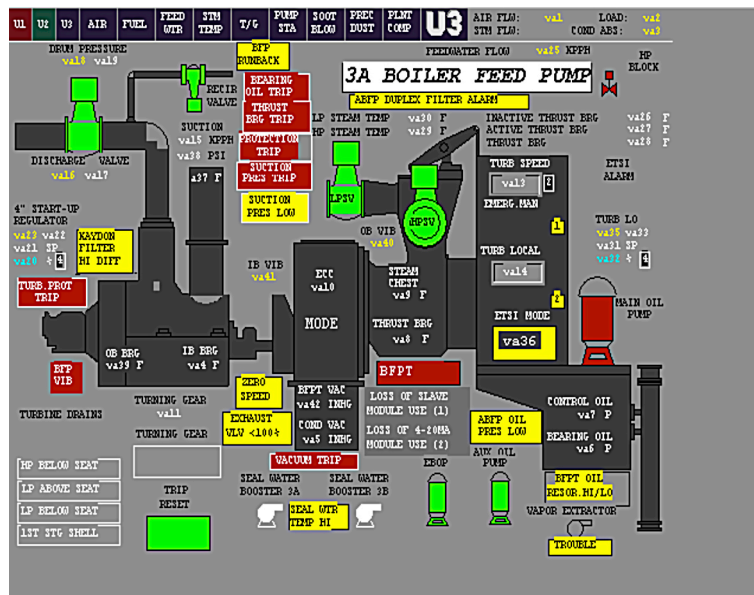 U1 U2 U3 AIR FUEL FEED WTR STM TEMP T/G PUMP STA SOOT BLOW PREC DUST PLNT COMP U3
AIR FLW: va1 LOAD: va2
STM FLW: COND ABS: va3
DRUM PRESSURE
va18 va19
BFP RUNBACK
FEEDWATER FLOW va25 KPPH
HP BLOCK
3A BOILER FEED PUMP
ABFP DUPLEX FILTER ALARM
RECIR VALVE
BEARING OIL TRIP
THRUST BRG TRIP
PROTECTION TRIP
SUCTION PRES TRIP
SUCTION PRES LOW
LP STEAM TEMP va30 F
HP STEAM TEMP va29 F
INACTIVE THRUST BRG va26 F
ACTIVE THRUST BRG va27 F
THRUST BRG va28 F
SUCTION
va15 KPPH
va38 PSI
a37 F
DISCHARGE VALVE
va16 va17
TURB SPEED
va13 2
EMERG.MAN
1
ETSI ALARM
LPSV
HPSV
4" START-UP REGULATOR
va23 va22
va21 SP
va20 % 4
KAYDON FILTER HI DIFF
TURB.PROT TRIP
OB VIB
va40
IB VIB
va41
TURB LOCAL
va14
2
TURB LO
va35 va33
va31 SP
va32 % 4
ECC
va10
MODE
STEAM CHEST
va9 F
THRUST BRG
va8 F
ETSI MODE
va36
MAIN OIL PUMP
BFP VIB
OB BRG
va39 F
IB BRG
va4 F
BFPT
ZERO SPEED
BFPT VAC
va42 INHG
COND VAC
va5 INHG
LOSS OF SLAVE
MODULE USE (1)
LOSS OF 4-20MA
MODULE USE (2)
CONTROL OIL
va7 P
BEARING OIL
va6 P
TURNING GEAR
va11
TURNING GEAR
EXHAUST VLV <100%
ABFP OIL PRES LOW
TURBINE DRAINS
VACUUM TRIP
HP BELOW SEAT
LP ABOVE SEAT
LP BELOW SEAT
1ST STG SHELL
TRIP RESET
SEAL WATER BOOSTER 3A
SEAL WATER BOOSTER 3B
SEAL WTR TEMP HI
EBOP
AUX OIL PUMP
BFPT OIL RESOR.HI/LO
VAPOR EXTRACTOR
TROUBLE